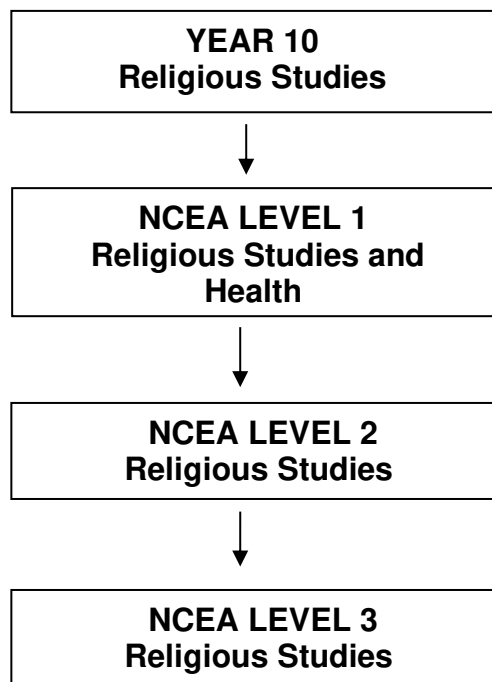 YEAR 10
Religious Studies
NCEA LEVEL 1
Religious Studies and
Health
NCEA LEVEL 2
Religious Studies
NCEA LEVEL 3
Religious Studies